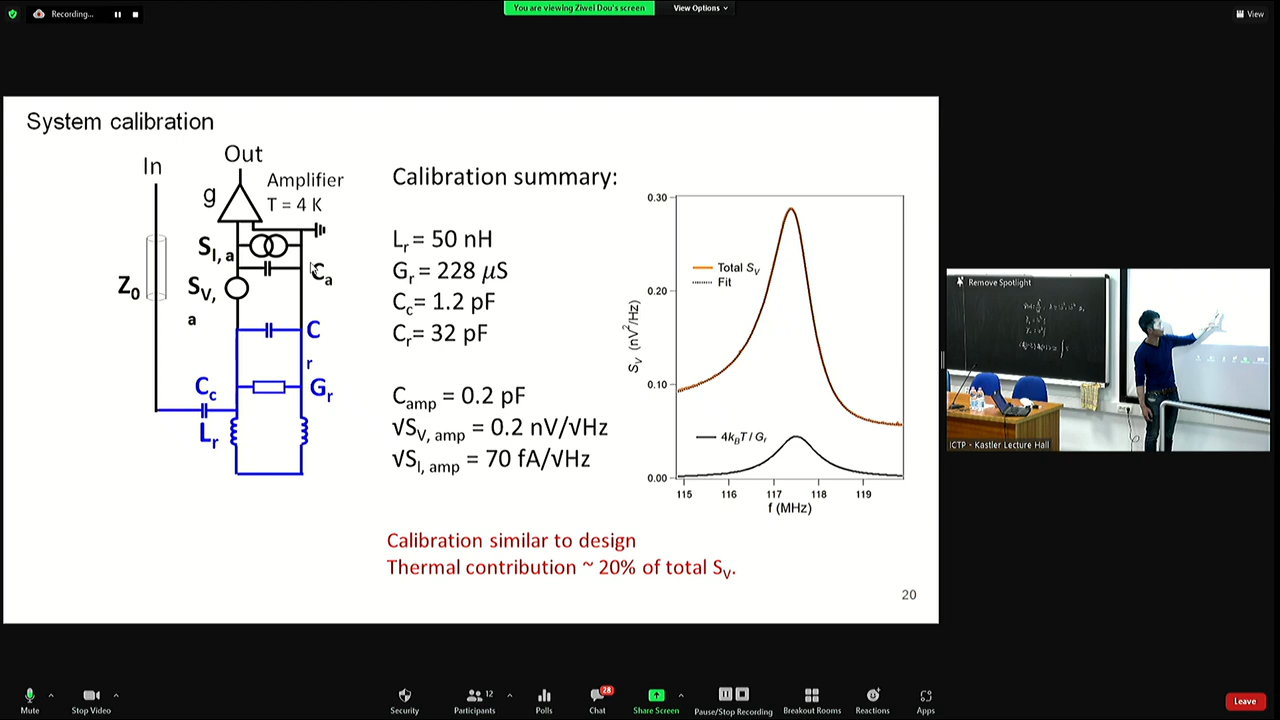 Recording...
You are viewing Ziwei Dou's screen
View Options
View
System calibration
In
Out
g
Amplifier
T = 4 K
S_I, a
C_a
Z_0
S_V,
a
C
r
C_c
G_r
L_r
Calibration summary:
L_r = 50 nH
G_r = 228 μS
C_c = 1.2 pF
C_r = 32 pF
C_amp = 0.2 pF
√S_V, amp = 0.2 nV/√Hz
√S_I, amp = 70 fA/√Hz
S_V (nV²/Hz)
0.30
0.20
0.10
0.00
Total S_V
Fit
4k_BT / G_r
115 116 117 118 119
f (MHz)
Calibration similar to design
Thermal contribution ~ 20% of total S_V.
20
Remove Spotlight
ICTP - Kastler Lecture Hall
Mute
Stop Video
Security
12
Participants
Polls
28
Chat
Share Screen
Pause/Stop Recording
Breakout Rooms
Reactions
Apps
Leave